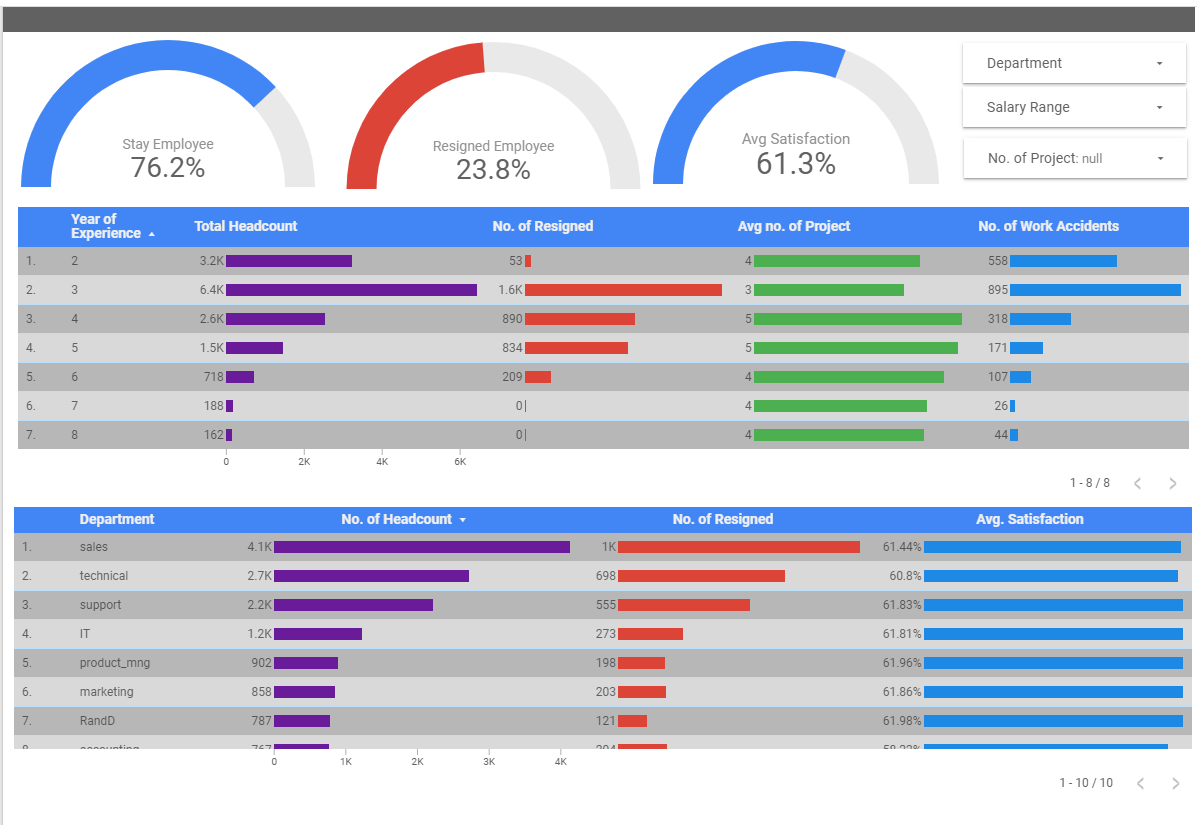 Stay Employee
76.2%
Resigned Employee
23.8%
Avg Satisfaction
61.3%
Department
Salary Range
No. of Project: null
Year of Experience Total Headcount No. of Resigned Avg no. of Project No. of Work Accidents
1. 2 3.2K 53 4 558
2. 3 6.4K 1.6K 3 895
3. 4 2.6K 890 5 318
4. 5 1.5K 834 5 171
5. 6 718 209 4 107
6. 7 188 0 4 26
7. 8 162 0 4 44
0 2K 4K 6K
1 - 8 / 8
Department No. of Headcount No. of Resigned Avg. Satisfaction
1. sales 4.1K 1K 61.44%
2. technical 2.7K 698 60.8%
3. support 2.2K 555 61.83%
4. IT 1.2K 273 61.81%
5. product_mng 902 198 61.96%
6. marketing 858 203 61.86%
7. RandD 787 121 61.98%
8. accounting 767 204
0 1K 2K 3K 4K
1 - 10 / 10